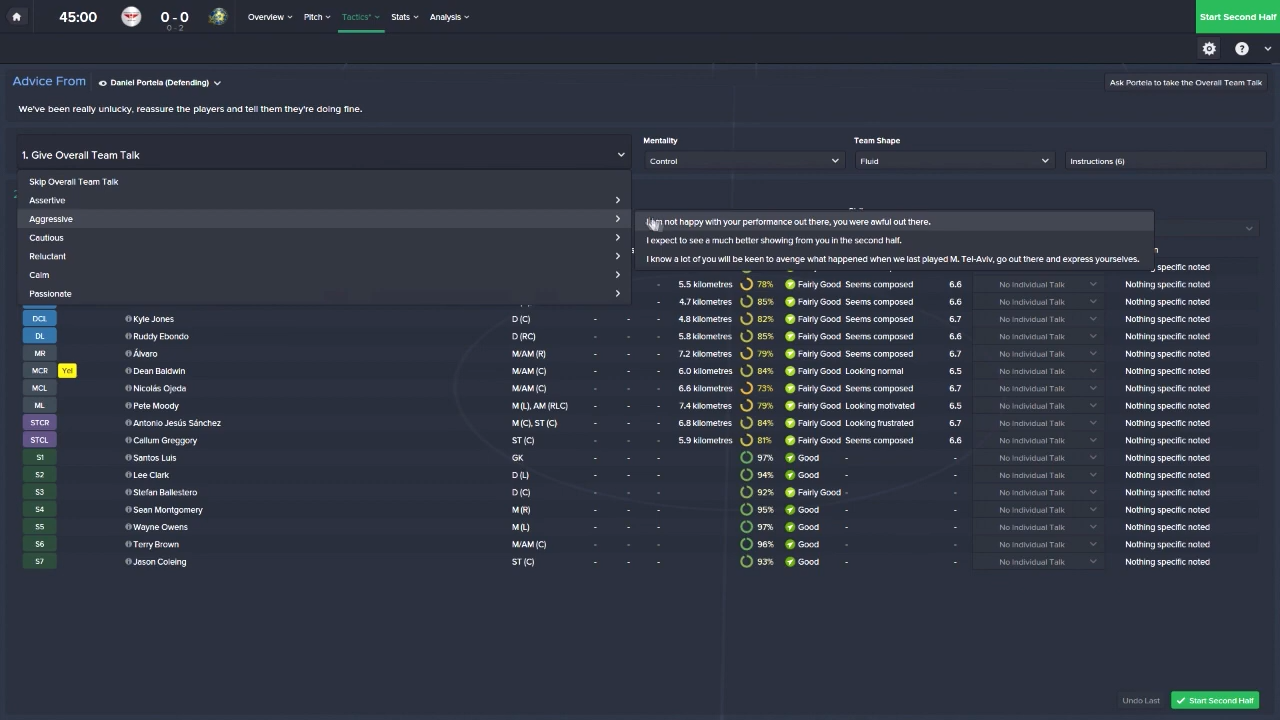 45:00 0 - 0 Overview Pitch Tactics* Stats Analysis Start Second Half
0 - 2
?
Advice From Daniel Portela (Defending) Ask Portela to take the Overall Team Talk
We've been really unlucky, reassure the players and tell them they're doing fine.
Mentality Team Shape
1. Give Overall Team Talk Control Fluid Instructions (6)
Skip Overall Team Talk
Assertive
Aggressive
Cautious
Reluctant
Calm
Passionate
I am not happy with your performance out there, you were awful out there.
I expect to see a much better showing from you in the second half.
I know a lot of you will be keen to avenge what happened when we last played M. Tel-Aviv, go out there and express yourselves.
Nothing specific noted
- 5.5 kilometres 78% Fairly Good Seems composed 6.6 No Individual Talk Nothing specific noted
- 4.7 kilometres 85% Fairly Good Seems composed 6.6 No Individual Talk Nothing specific noted
DCL Kyle Jones D (C) - - - 4.8 kilometres 82% Fairly Good Seems composed 6.7 No Individual Talk Nothing specific noted
DL Ruddy Ebondo D (RC) - - - 5.8 kilometres 85% Fairly Good Seems composed 6.6 No Individual Talk Nothing specific noted
MR Álvaro M/AM (R) - - - 7.2 kilometres 79% Fairly Good Seems composed 6.7 No Individual Talk Nothing specific noted
MCR Yel Dean Baldwin M/AM (C) - - - 6.0 kilometres 84% Fairly Good Looking normal 6.5 No Individual Talk Nothing specific noted
MCL Nicolás Ojeda M/AM (C) - - - 6.6 kilometres 73% Fairly Good Seems composed 6.7 No Individual Talk Nothing specific noted
ML Pete Moody M (L), AM (RLC) - - - 7.4 kilometres 79% Fairly Good Looking motivated 6.5 No Individual Talk Nothing specific noted
STCR Antonio Jesús Sánchez M (C), ST (C) - - - 6.8 kilometres 84% Fairly Good Looking frustrated 6.7 No Individual Talk Nothing specific noted
STCL Callum Greggory ST (C) - - - 5.9 kilometres 81% Fairly Good Seems composed 6.6 No Individual Talk Nothing specific noted
S1 Santos Luis GK - - - 97% Good - - No Individual Talk Nothing specific noted
S2 Lee Clark D (L) - - - 94% Good - - No Individual Talk Nothing specific noted
S3 Stefan Ballestero D (C) - - - 92% Fairly Good - - No Individual Talk Nothing specific noted
S4 Sean Montgomery M (R) - - - 95% Good - - No Individual Talk Nothing specific noted
S5 Wayne Owens M (L) - - - 97% Good - - No Individual Talk Nothing specific noted
S6 Terry Brown M/AM (C) - - - 96% Good - - No Individual Talk Nothing specific noted
S7 Jason Coleing ST (C) - - - 93% Good - - No Individual Talk Nothing specific noted
Undo Last Start Second Half